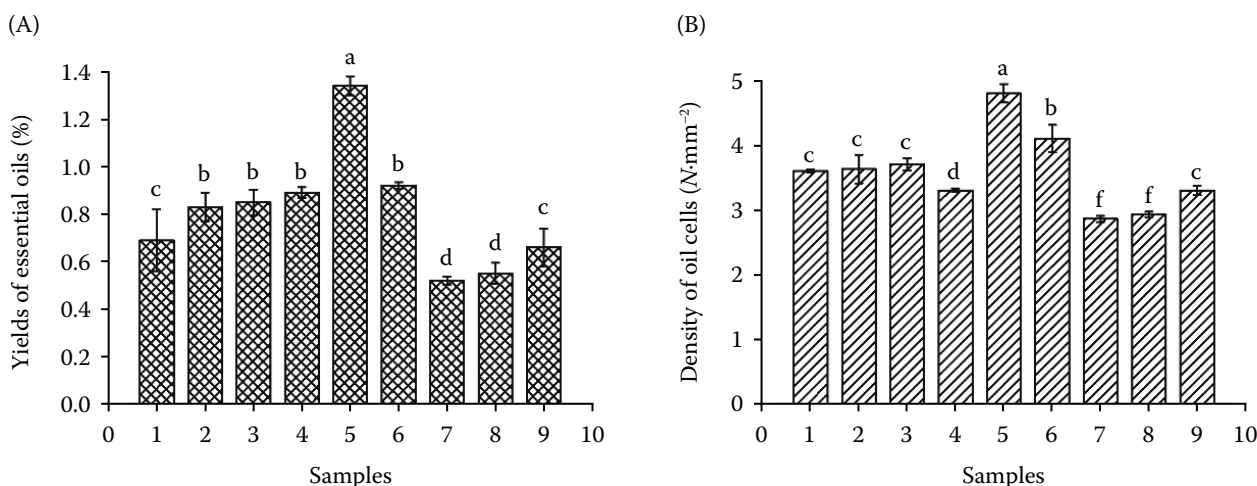 (A)
Yields of essential oils (%)
1.4
1.2
1.0
0.8
0.6
0.4
0.2
0.0
c b b b a b d d c
0 1 2 3 4 5 6 7 8 9 10
Samples
(B)
Density of oil cells (N·mm⁻²)
5
4
3
2
1
0
c c c d a b f f c
0 1 2 3 4 5 6 7 8 9 10
Samples